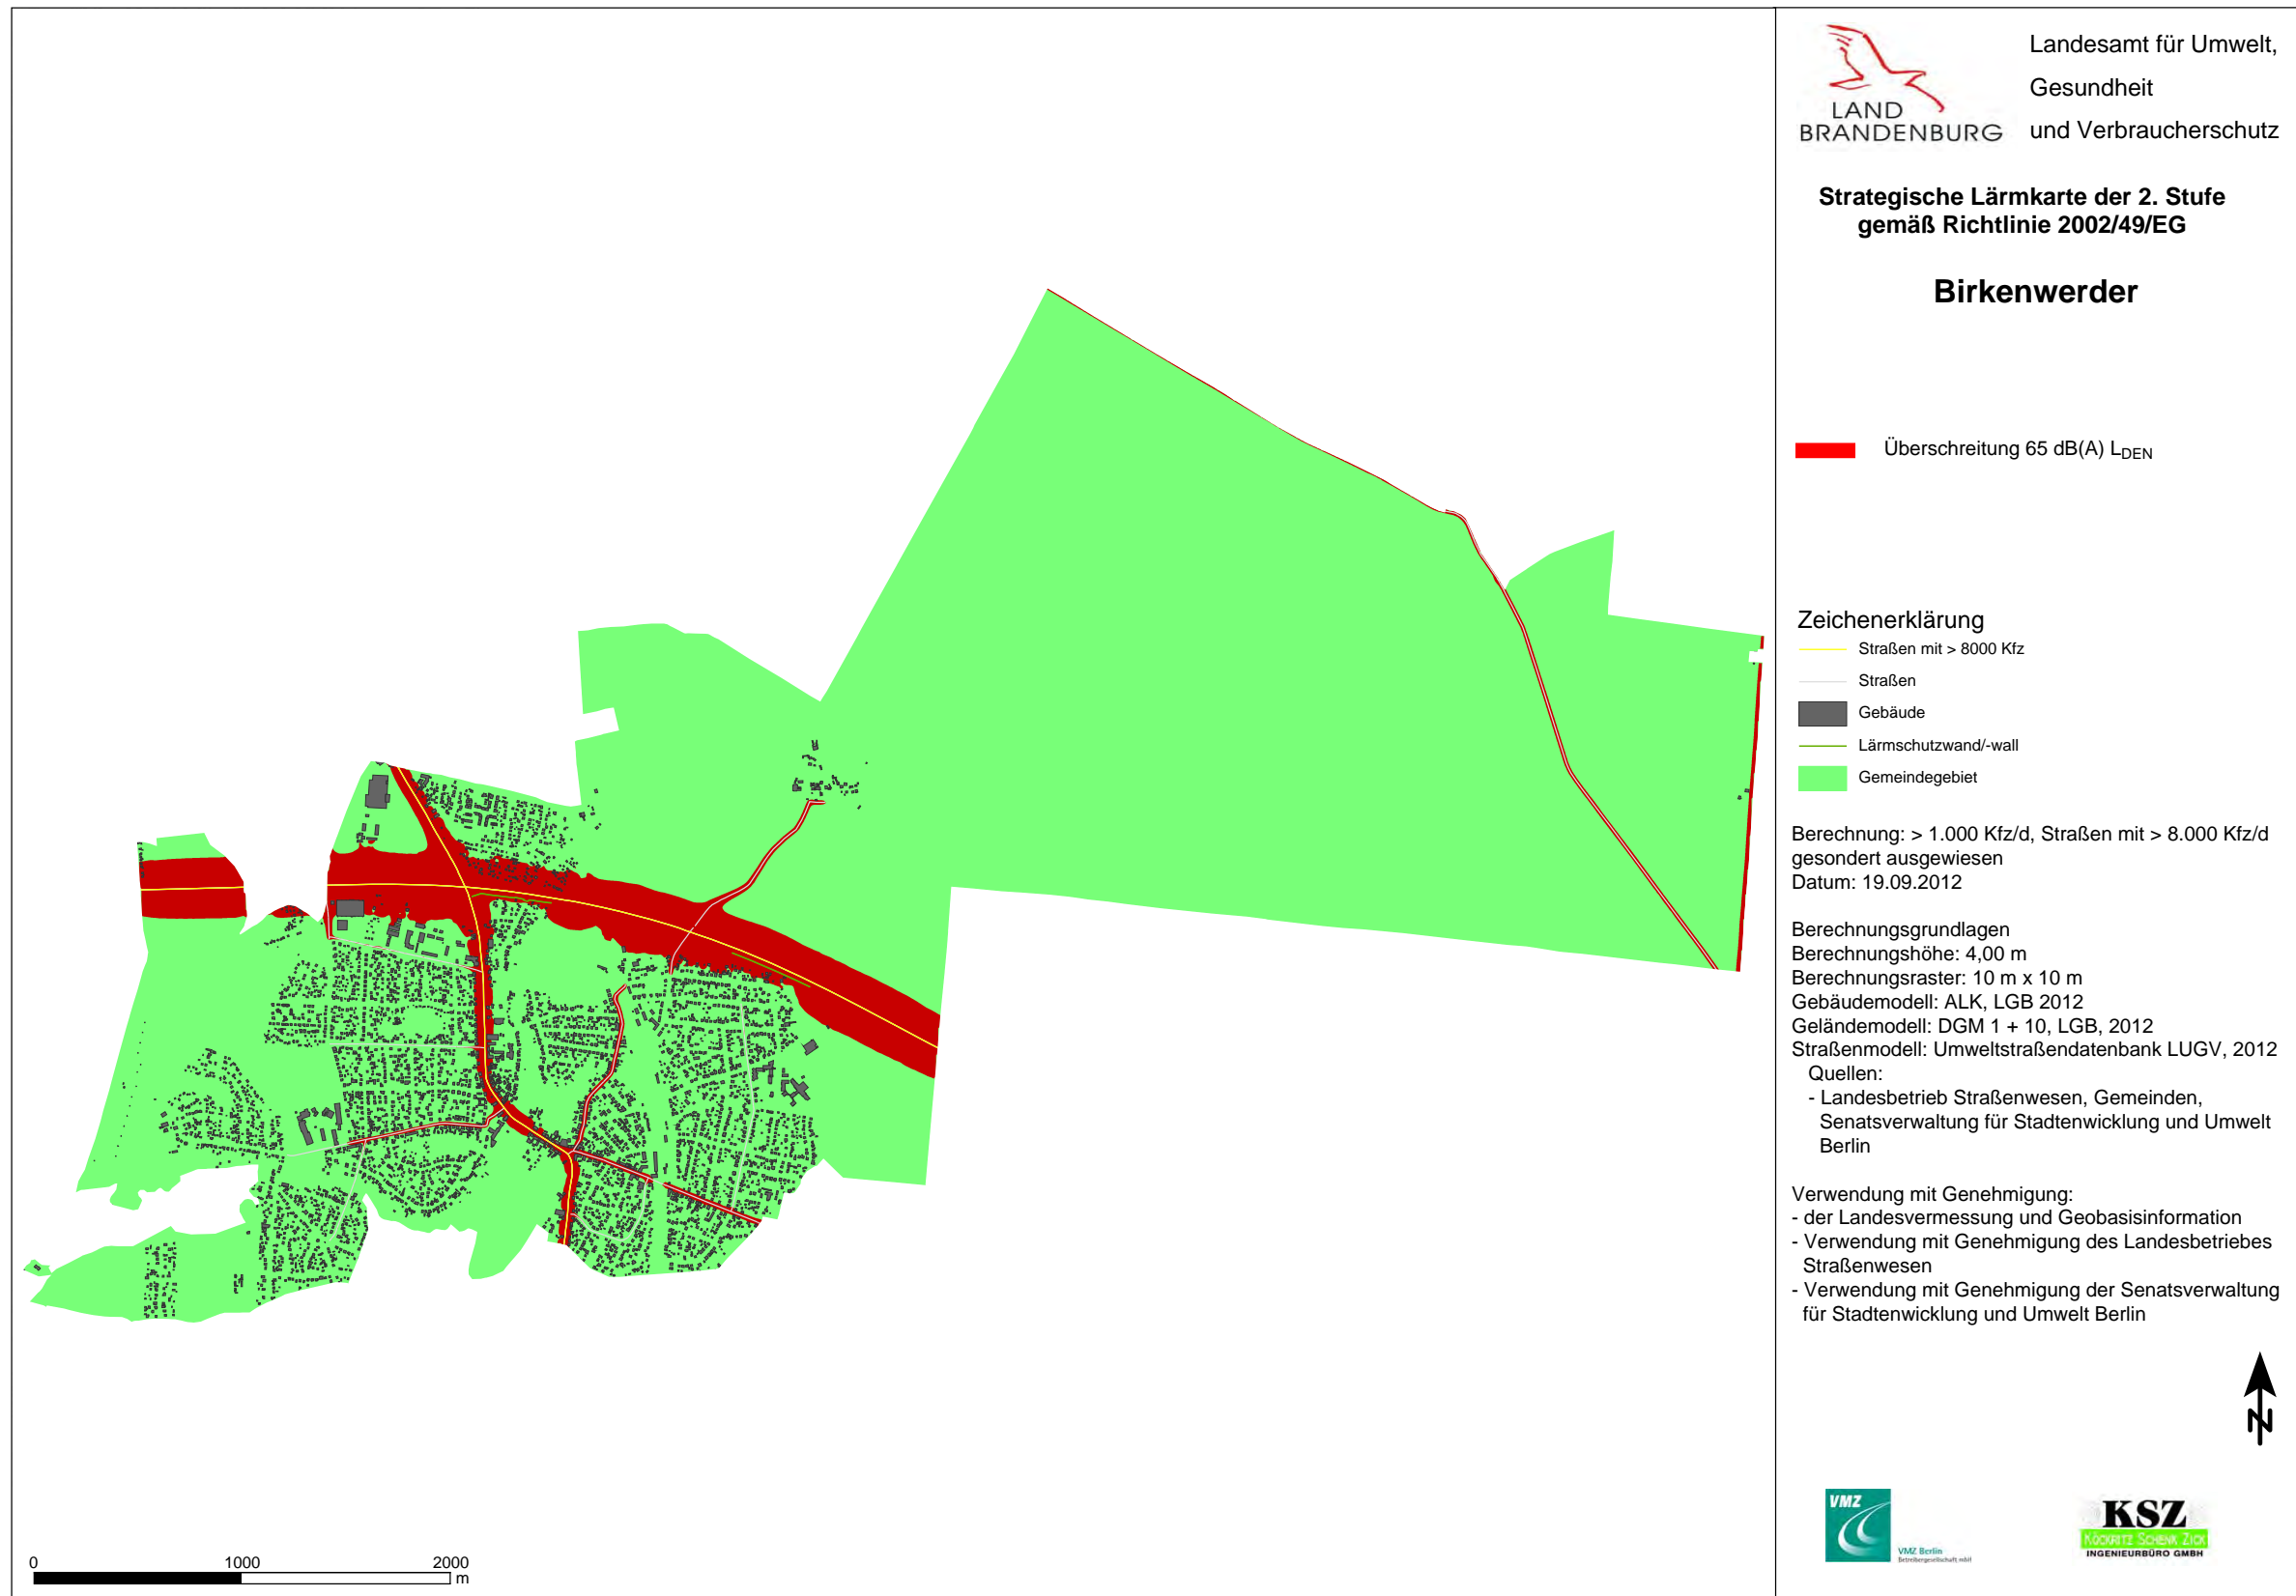 LAND
BRANDENBURG
Landesamt für Umwelt,
Gesundheit
und Verbraucherschutz
Strategische Lärmkarte der 2. Stufe
gemäß Richtlinie 2002/49/EG
Birkenwerder
Überschreitung 65 dB(A) LDEN
Zeichenerklärung
Straßen mit > 8000 Kfz
Straßen
Gebäude
Lärmschutzwand/-wall
Gemeindegebiet
Berechnung: > 1.000 Kfz/d, Straßen mit > 8.000 Kfz/d
gesondert ausgewiesen
Datum: 19.09.2012
Berechnungsgrundlagen
Berechnungshöhe: 4,00 m
Berechnungsraster: 10 m x 10 m
Gebäudemodell: ALK, LGB 2012
Geländemodell: DGM 1 + 10, LGB, 2012
Straßenmodell: Umweltstraßendatenbank LUGV, 2012
Quellen:
- Landesbetrieb Straßenwesen, Gemeinden,
Senatsverwaltung für Stadtenwicklung und Umwelt
Berlin
Verwendung mit Genehmigung:
- der Landesvermessung und Geobasisinformation
- Verwendung mit Genehmigung des Landesbetriebes
Straßenwesen
- Verwendung mit Genehmigung der Senatsverwaltung
für Stadtenwicklung und Umwelt Berlin
N
VMZ
VMZ Berlin
Betreibergesellschaft mbH
KSZ
KÖCKRITZ SCHENK ZICK
INGENIEURBÜRO GMBH
0 1000 2000
m